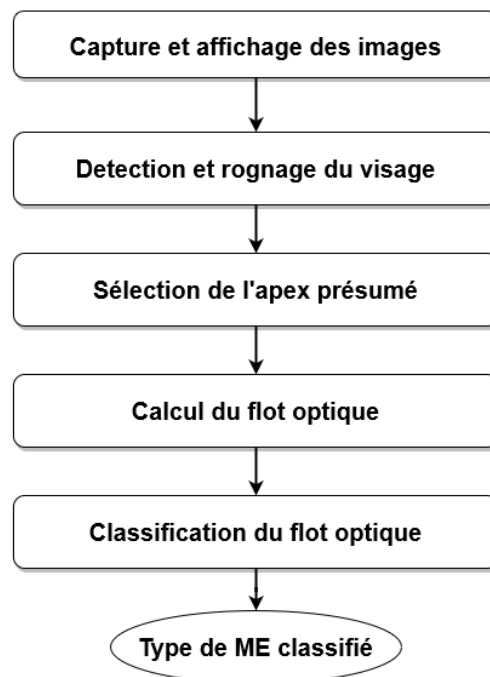 Capture et affichage des images
Detection et rognage du visage
Sélection de l'apex présumé
Calcul du flot optique
Classification du flot optique
Type de ME classifié